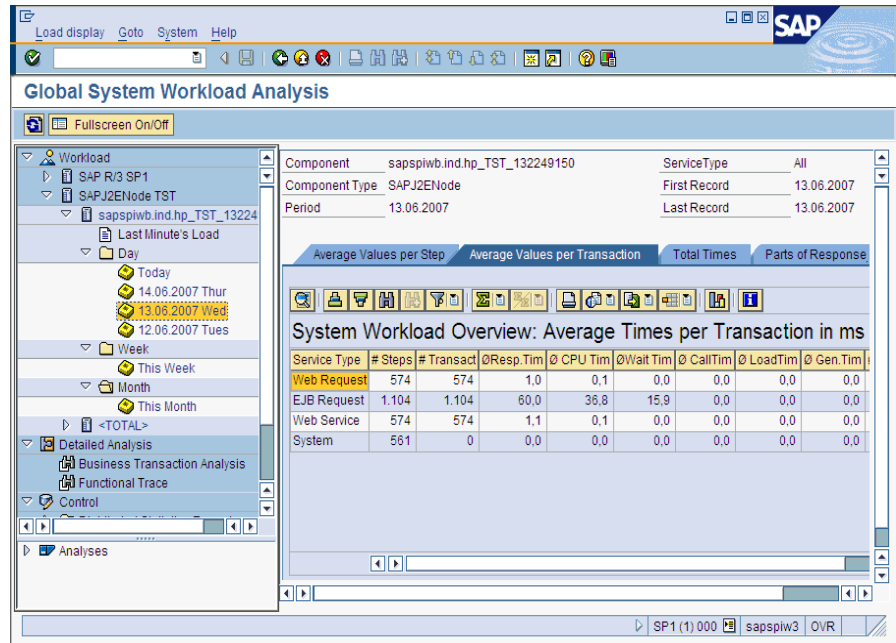 Load display Goto System Help
SAP
Global System Workload Analysis
Fullscreen On/Off
Workload
SAP R/3 SP1
SAPJ2ENode TST
sapspiwb.ind.hp_TST_13224
Last Minute's Load
Day
Today
14.06.2007 Thur
13.06.2007 Wed
12.06.2007 Tues
Week
This Week
Month
This Month
<TOTAL>
Detailed Analysis
Business Transaction Analysis
Functional Trace
Control
Analyses
Component sapspiwb.ind.hp_TST_132249150 ServiceType All
Component Type SAPJ2ENode First Record 13.06.2007
Period 13.06.2007 Last Record 13.06.2007
Average Values per Step Average Values per Transaction Total Times Parts of Response
System Workload Overview: Average Times per Transaction in ms
Service Type # Steps # Transact ØResp.Tim Ø CPU Tim ØWait Tim Ø CallTim Ø LoadTim Ø Gen.Tim
Web Request 574 574 1,0 0,1 0,0 0,0 0,0 0,0
EJB Request 1.104 1.104 60,0 36,8 15,9 0,0 0,0 0,0
Web Service 574 574 1,1 0,1 0,0 0,0 0,0 0,0
System 561 0 0,0 0,0 0,0 0,0 0,0 0,0
SP1 (1) 000 sapspiw3 OVR